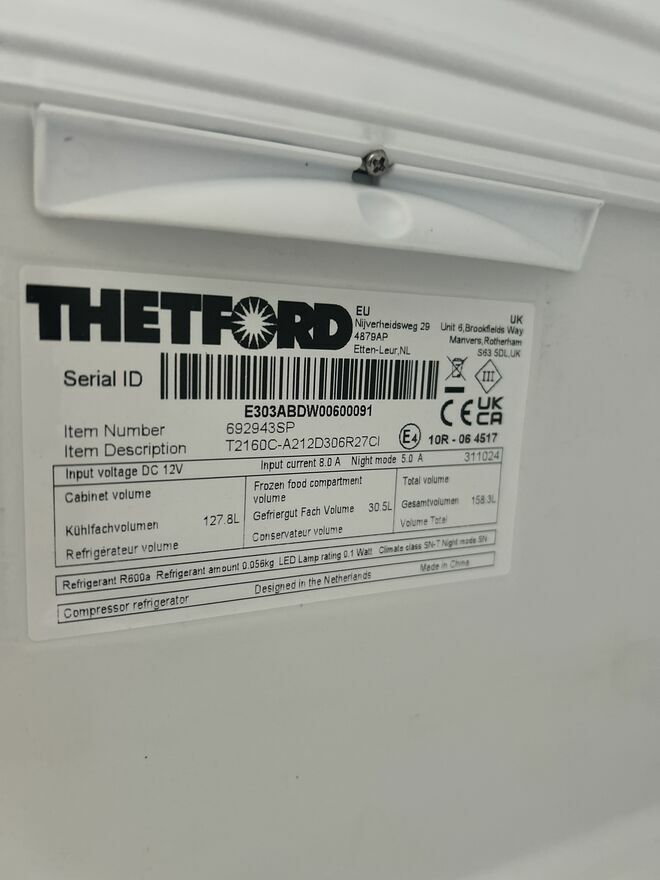 THETFORD
EU
Nijverheidsweg 29
4879AP
Etten-Leur,NL
UK
Unit 6,Brookfields Way
Manvers,Rotherham
S63 5DL,UK
Serial ID
E303ABDW00600091
III
CE UK CA
Item Number 692943SP
Item Description T2160C-A212D306R27CI
E4 10R - 06 4517
Input voltage DC 12V Input current 8.0 A Night mode 5.0 A 311024
Cabinet volume
Kühlfachvolumen 127.8L
Refrigérateur volume
Frozen food compartment
volume
Gefriergut Fach Volume 30.5L
Conservateur volume
Total volume
Gesamtvolumen 158.3L
Volume Total
Refrigerant R600a Refrigerant amount 0.056kg LED Lamp rating 0.1 Watt Climate class SN-T Night mode SN
Compressor refrigerator Designed in the Netherlands Made in China